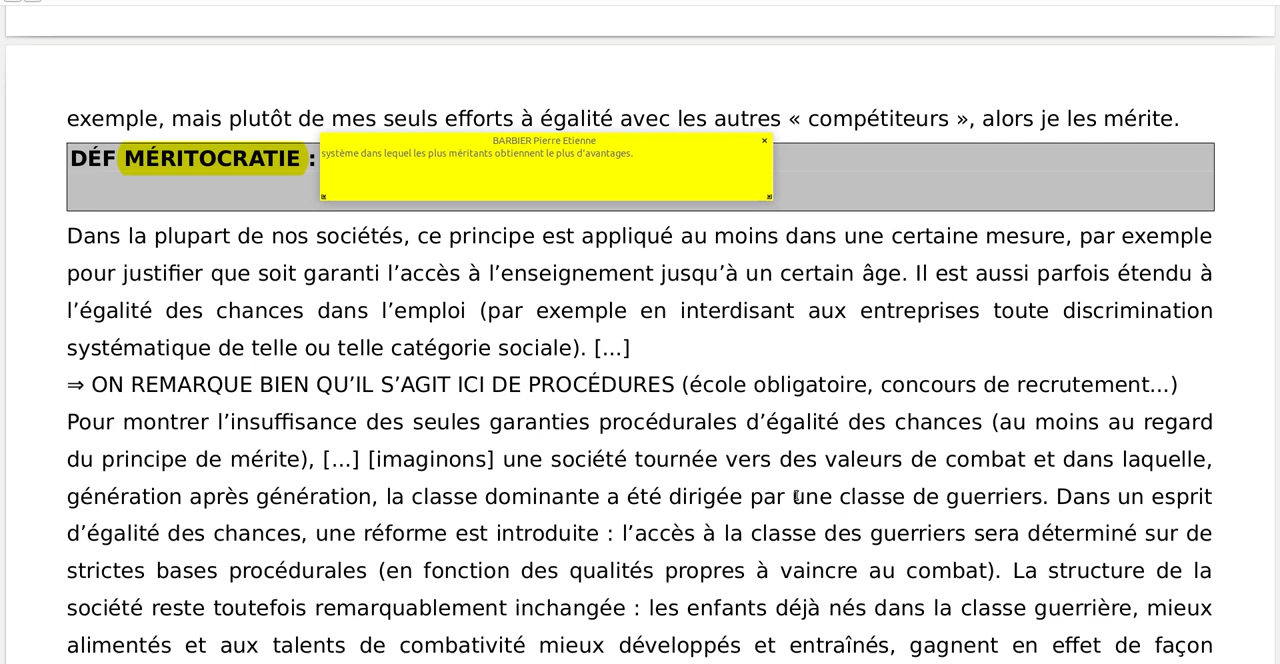 exemple, mais plutôt de mes seuls efforts à égalité avec les autres « compétiteurs », alors je les mérite.
BARBIER Pierre Etienne
DÉF MÉRITOCRATIE :
système dans lequel les plus méritants obtiennent le plus d'avantages.
Dans la plupart de nos sociétés, ce principe est appliqué au moins dans une certaine mesure, par exemple
pour justifier que soit garanti l’accès à l’enseignement jusqu’à un certain âge. Il est aussi parfois étendu à
l’égalité des chances dans l’emploi (par exemple en interdisant aux entreprises toute discrimination
systématique de telle ou telle catégorie sociale). [...]
⇒ ON REMARQUE BIEN QU’IL S’AGIT ICI DE PROCÉDURES (école obligatoire, concours de recrutement...)
Pour montrer l’insuffisance des seules garanties procédurales d’égalité des chances (au moins au regard
du principe de mérite), [...] [imaginons] une société tournée vers des valeurs de combat et dans laquelle,
génération après génération, la classe dominante a été dirigée par une classe de guerriers. Dans un esprit
d’égalité des chances, une réforme est introduite : l’accès à la classe des guerriers sera déterminé sur de
strictes bases procédurales (en fonction des qualités propres à vaincre au combat). La structure de la
société reste toutefois remarquablement inchangée : les enfants déjà nés dans la classe guerrière, mieux
alimentés et aux talents de combativité mieux développés et entraînés, gagnent en effet de façon